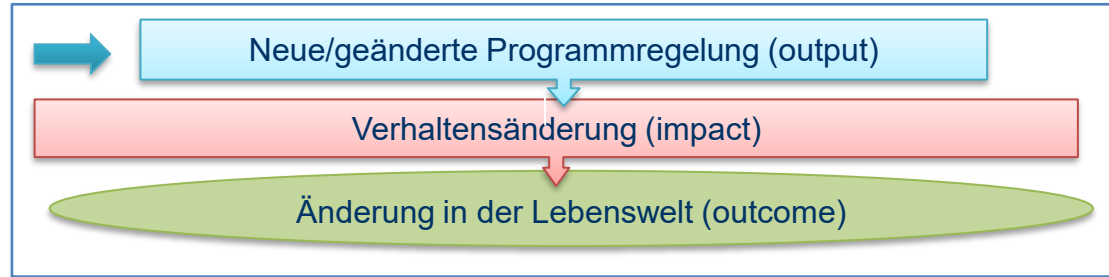 Neue/geänderte Programmregelung (output)
Verhaltensänderung (impact)
Änderung in der Lebenswelt (outcome)